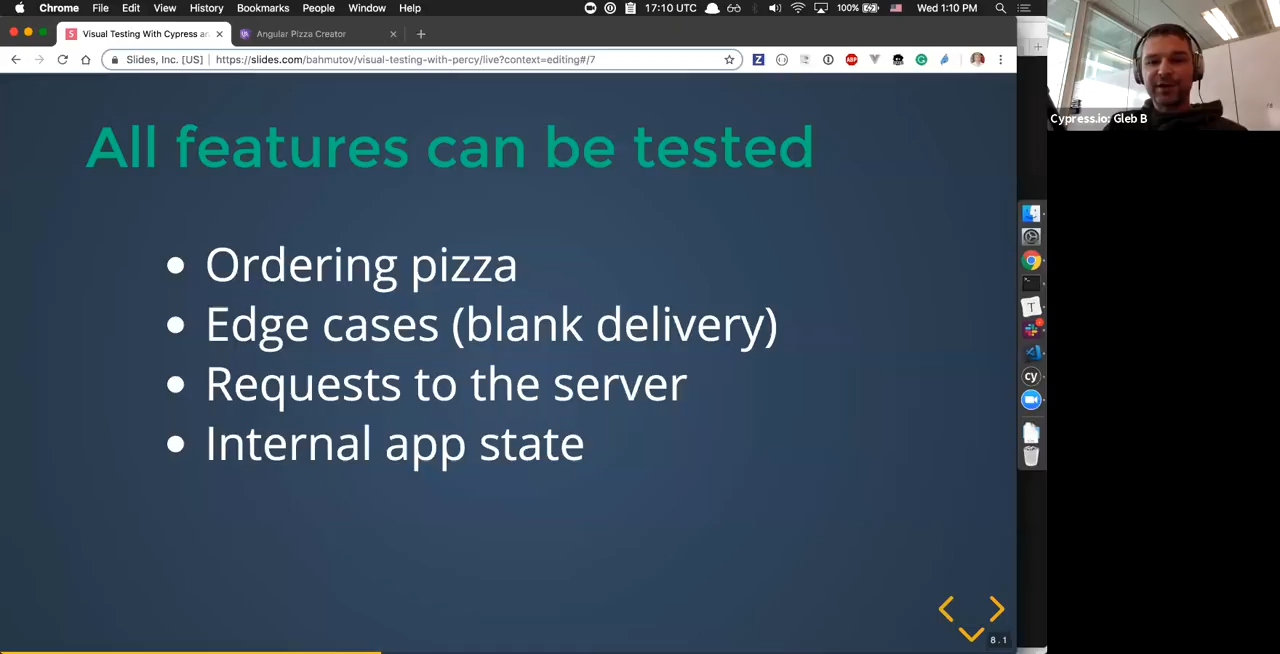 Chrome File Edit View History Bookmarks People Window Help 17:10 UTC 100% Wed 1:10 PM
Visual Testing With Cypress an
Angular Pizza Creator
Slides, Inc. [US] | https://slides.com/bahmutov/visual-testing-with-percy/live?context=editing#/7
Z ABP
Cypress.io: Gleb B
All features can be tested
Ordering pizza
Edge cases (blank delivery)
Requests to the server
Internal app state
T
cy
8.1